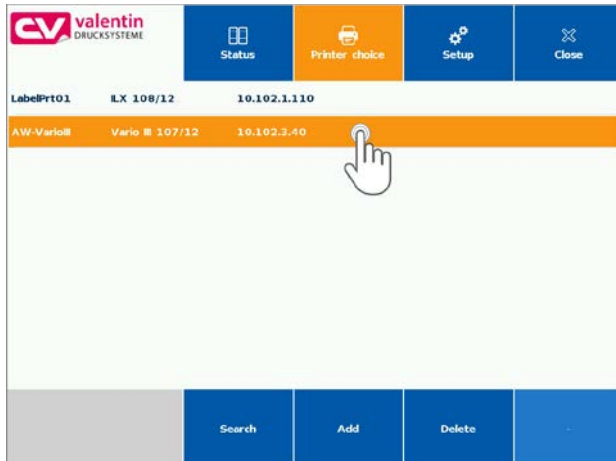 CV valentin
DRUCKSYSTEME
Status
Printer choice
Setup
Close
LabelPrt01 ILX 108/12 10.102.1.110
AW-VarioIII Vario III 107/12 10.102.3.40
Search
Add
Delete
-